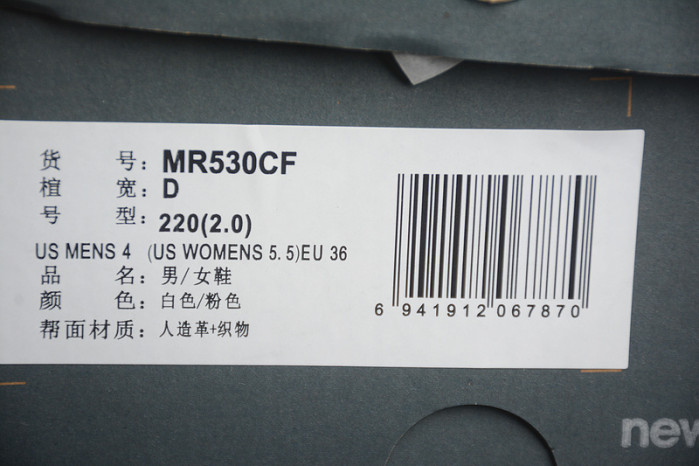 货 号: MR530CF
楦 宽: D
号 型: 220(2.0)
US MENS 4 (US WOMENS 5.5)EU 36
品 名: 男/女鞋
颜 色: 白色/粉色
帮面材质: 人造革+织物
6 941912 067870
new